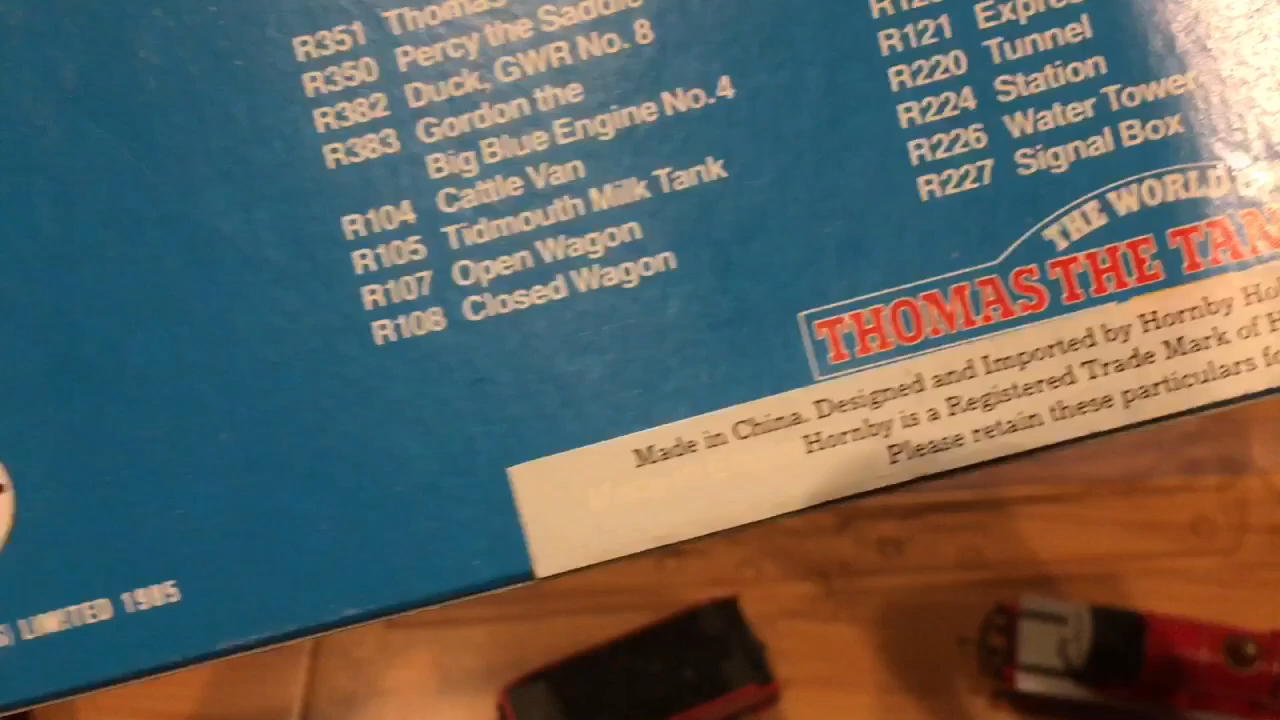 R351 Thomas
R350 Percy the Saddle
R382 Duck, GWR No. 8
R383 Gordon the
Big Blue Engine No. 4
R104 Cattle Van
R105 Tidmouth Milk Tank
R107 Open Wagon
R108 Closed Wagon
R121 Expre
R220 Tunnel
R224 Station
R226 Water Tower
R227 Signal Box
THE WORLD
THOMAS THE TAN
Made in China. Designed and Imported by Hornby Ho
Hornby is a Registered Trade Mark of H
Please retain these particulars fo
LIMITED 1985